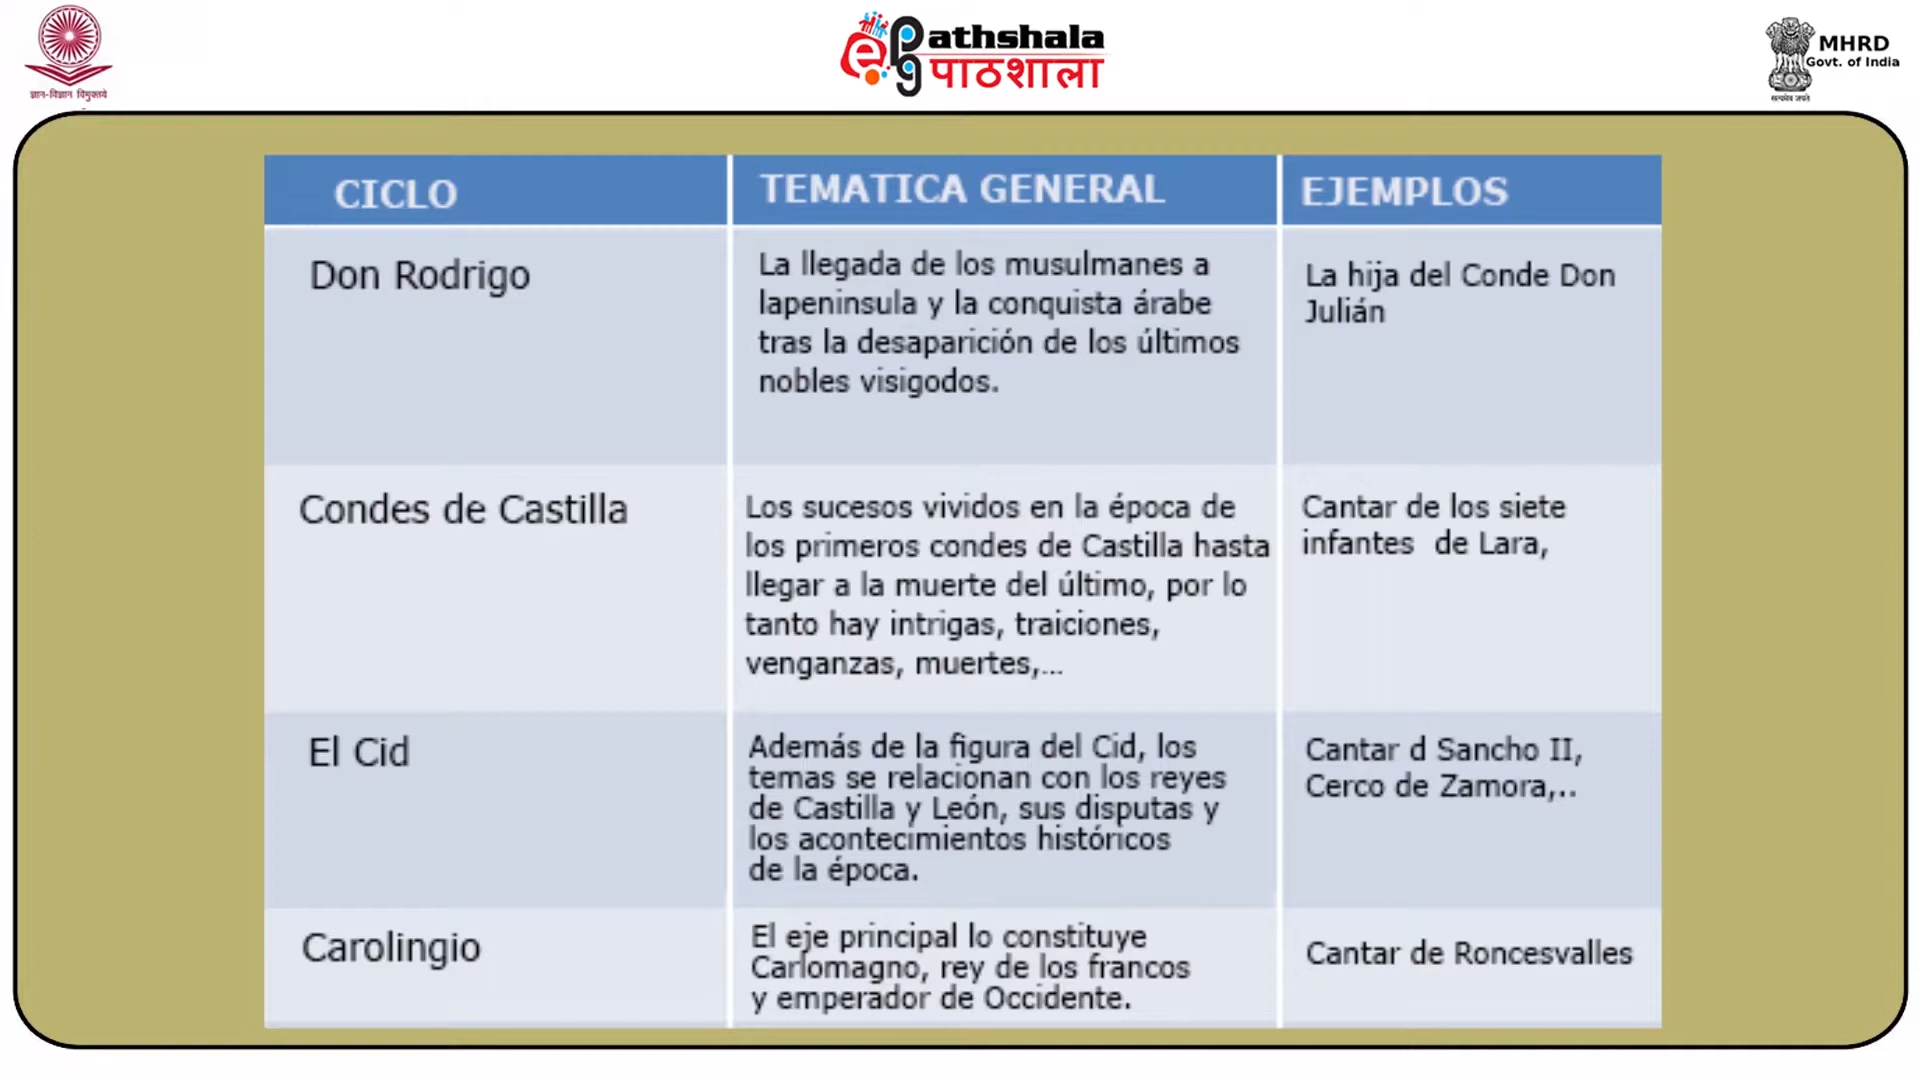 ज्ञान-विज्ञान विमुक्तये
ePG Pathshala
पाठशाला
MHRD
Govt. of India
सत्यमेव जयते
CICLO
TEMATICA GENERAL
EJEMPLOS
Don Rodrigo
La llegada de los musulmanes a
lapeninsula y la conquista árabe
tras la desaparición de los últimos
nobles visigodos.
La hija del Conde Don
Julián
Condes de Castilla
Los sucesos vividos en la época de
los primeros condes de Castilla hasta
llegar a la muerte del último, por lo
tanto hay intrigas, traiciones,
venganzas, muertes,...
Cantar de los siete
infantes de Lara,
El Cid
Además de la figura del Cid, los
temas se relacionan con los reyes
de Castilla y León, sus disputas y
los acontecimientos históricos
de la época.
Cantar d Sancho II,
Cerco de Zamora,..
Carolingio
El eje principal lo constituye
Carlomagno, rey de los francos
y emperador de Occidente.
Cantar de Roncesvalles